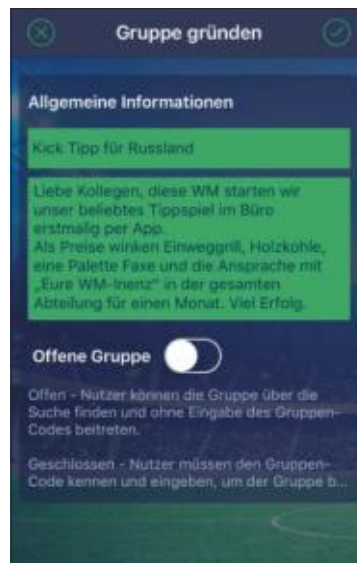 Gruppe gründen
Allgemeine Informationen
Kick Tipp für Russland
Liebe Kollegen, diese WM starten wir
unser beliebtes Tippspiel im Büro
erstmalig per App.
Als Preise winken Einweggrill, Holzkohle,
eine Palette Faxe und die Ansprache mit
„Eure WM-Inenz“ in der gesamten
Abteilung für einen Monat. Viel Erfolg.
Offene Gruppe
Offen - Nutzer können die Gruppe über die
Suche finden und ohne Eingabe des Gruppen-
Codes beitreten.
Geschlossen - Nutzer müssen den Gruppen-
Code kennen und eingeben, um der Gruppe b...